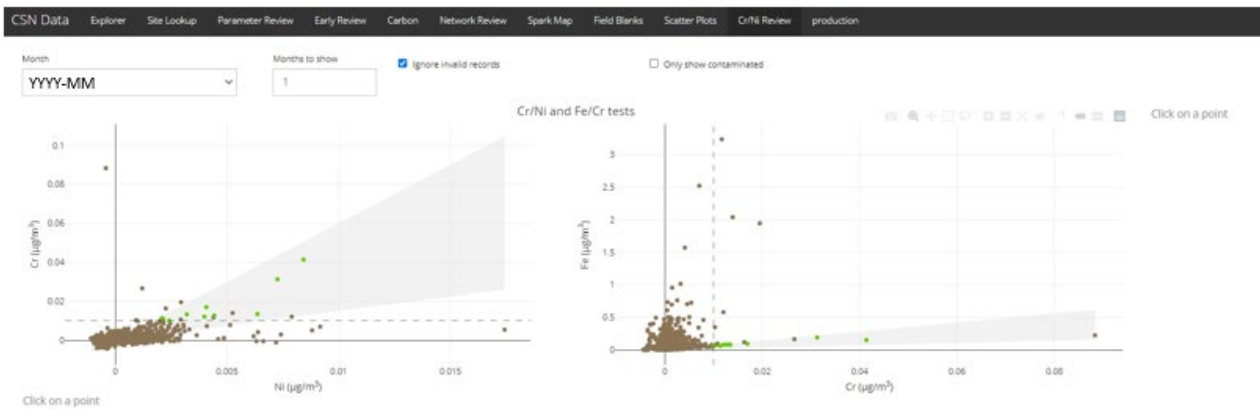 CSN Data Explorer Site Lookup Parameter Review Early Review Carbon Network Review Spark Map Field Blanks Scatter Plots Cr/Ni Review production
Month
YYYY-MM
Months to show
1
Ignore invalid records
Only show contaminated
Cr/Ni and Fe/Cr tests
Click on a point
0.1
0.08
0.06
0.04
0.02
0
Cr (μg/m³)
0 0.005 0.01 0.015
Ni (μg/m³)
3
2.5
2
1.5
1
0.5
0
Fe (μg/m³)
0 0.02 0.04 0.06 0.08
Cr (μg/m³)
Click on a point